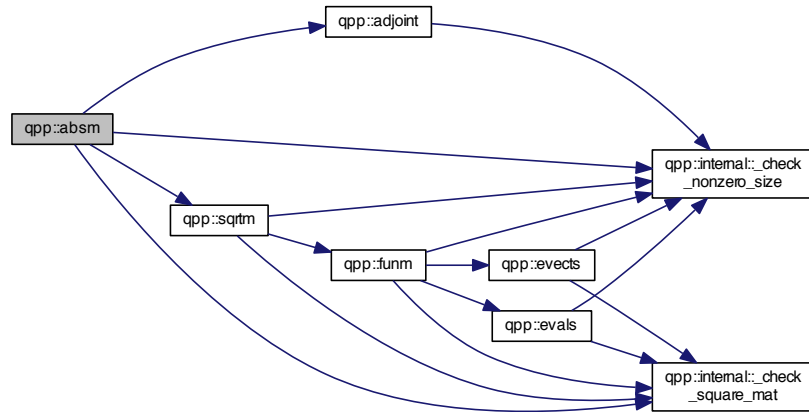 qpp::adjoint
qpp::absm
qpp::internal::_check
_nonzero_size
qpp::sqrtm
qpp::funm
qpp::evects
qpp::evals
qpp::internal::_check
_square_mat